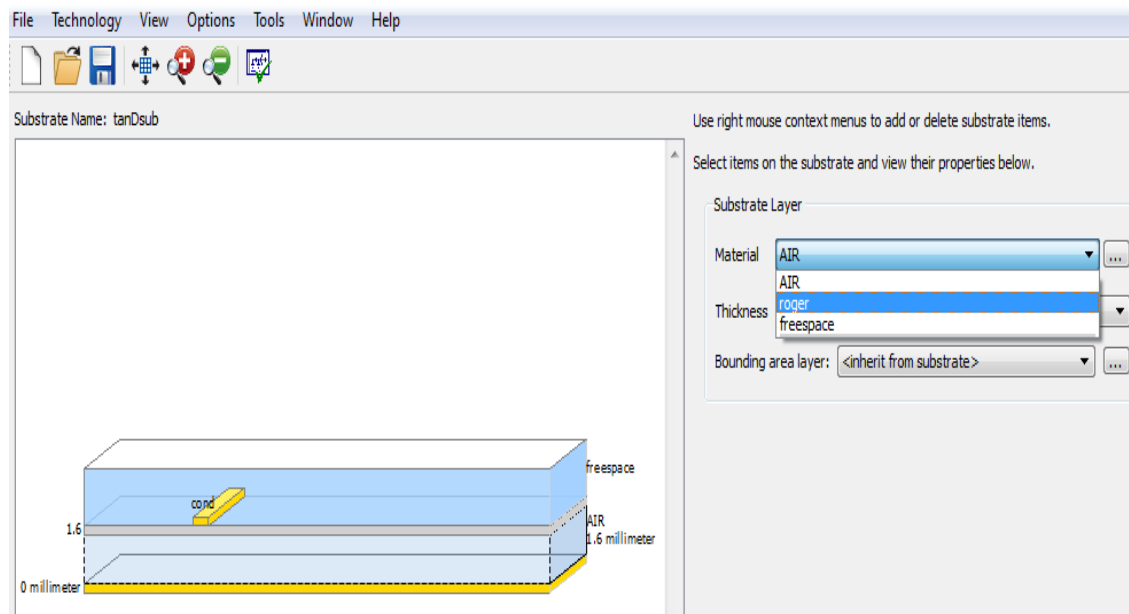 File Technology View Options Tools Window Help
Substrate Name: tanDsub
Use right mouse context menus to add or delete substrate items.
Select items on the substrate and view their properties below.
Substrate Layer
Material AIR ...
AIR
roger
freespace
Thickness
Bounding area layer: <inherit from substrate> ...
freespace
cond
1.6
AIR
1.6 millimeter
0 millimeter